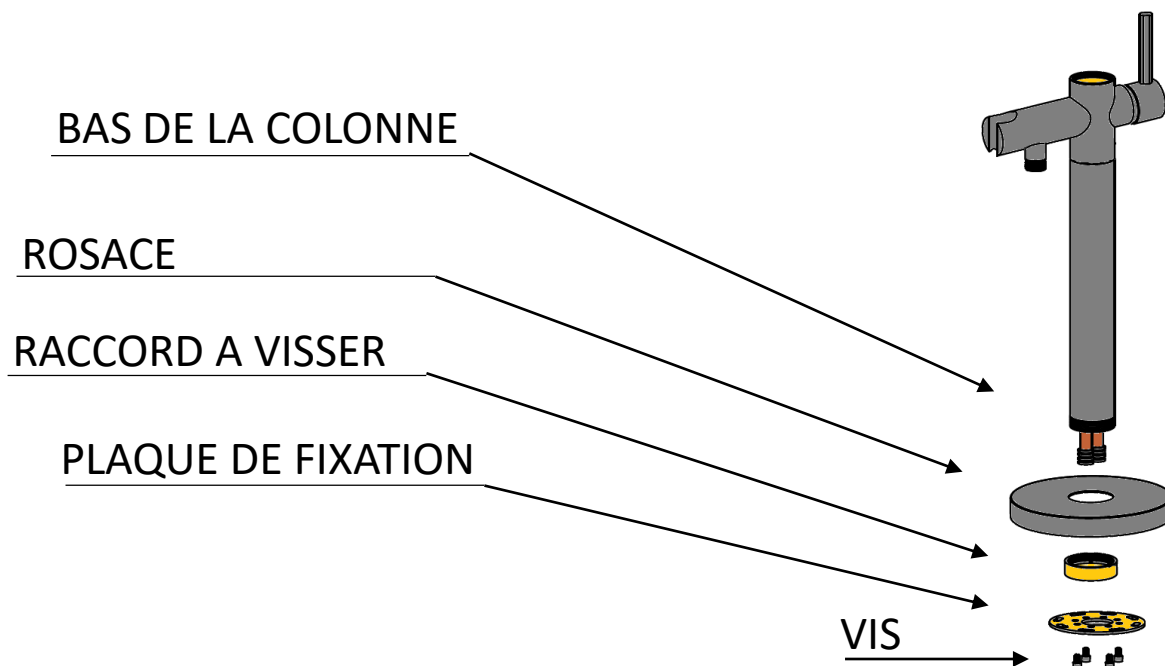 BAS DE LA COLONNE
ROSACE
RACCORD A VISSER
PLAQUE DE FIXATION
VIS